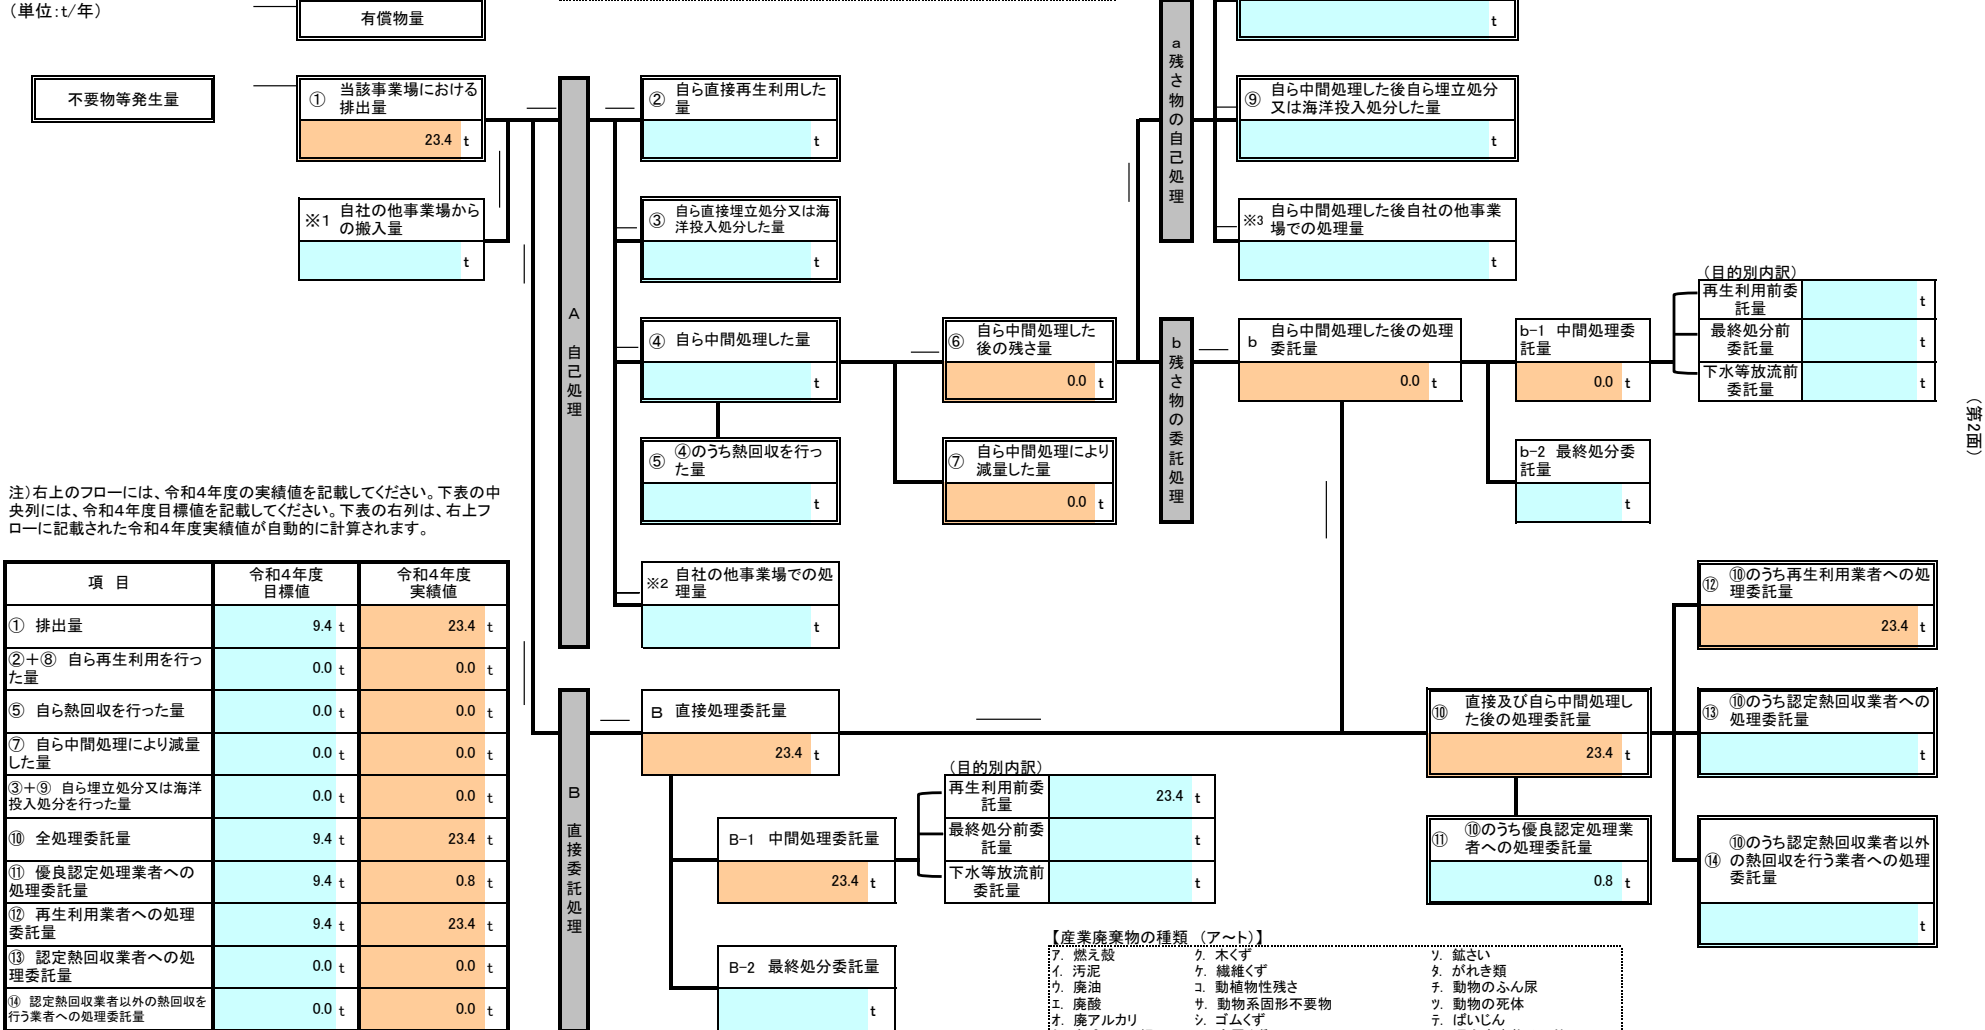 （単位:t/年）
有償物量
t
不要物等発生量
① 当該事業場における
排出量
23.4 t
※1 自社の他事業場から
の搬入量
t
A 自己処理
② 自ら直接再生利用した
量
t
③ 自ら直接埋立処分又は海
洋投入処分した量
t
④ 自ら中間処理した量
t
⑤ ④のうち熱回収を行っ
た量
t
※2 自社の他事業場での処
理量
t
⑥ 自ら中間処理した
後の残さ量
0.0 t
⑦ 自ら中間処理により
減量した量
0.0 t
a 残さ物の自己処理
⑨ 自ら中間処理した後自ら埋立処分
又は海洋投入処分した量
t
※3 自ら中間処理した後自社の他事業
場での処理量
t
b 残さ物の委託処理
b 自ら中間処理した後の処理
委託量
0.0 t
b-1 中間処理委
託量
0.0 t
b-2 最終処分委
託量
t
（目的別内訳）
再生利用前委
託量
t
最終処分前
委託量
t
下水等放流前
委託量
t
（第2面）
注）右上のフローには、令和4年度の実績値を記載してください。下表の中
央列には、令和4年度目標値を記載してください。下表の右列は、右上フ
ローに記載された令和4年度実績値が自動的に計算されます。
項 目 令和4年度
目標値 令和4年度
実績値
① 排出量 9.4 t 23.4 t
②＋⑧ 自ら再生利用を行っ
た量 0.0 t 0.0 t
⑤ 自ら熱回収を行った量 0.0 t 0.0 t
⑦ 自ら中間処理により減量
した量 0.0 t 0.0 t
③＋⑨ 自ら埋立処分又は海洋
投入処分を行った量 0.0 t 0.0 t
⑩ 全処理委託量 9.4 t 23.4 t
⑪ 優良認定処理業者への
処理委託量 9.4 t 0.8 t
⑫ 再生利用業者への処理
委託量 9.4 t 23.4 t
⑬ 認定熱回収業者への処
理委託量 0.0 t 0.0 t
⑭ 認定熱回収業者以外の熱回収を
行う業者への処理委託量 0.0 t 0.0 t
B 直接委託処理
B 直接処理委託量
23.4 t
B-1 中間処理委託量
23.4 t
B-2 最終処分委託量
t
（目的別内訳）
再生利用前委
託量
23.4 t
最終処分前委
託量
t
下水等放流前
委託量
t
⑩ 直接及び自ら中間処理し
た後の処理委託量
23.4 t
⑪ ⑩のうち優良認定処理業
者への処理委託量
0.8 t
⑫ ⑩のうち再生利用業者への処
理委託量
23.4 t
⑬ ⑩のうち認定熱回収業者への
処理委託量
t
⑭ ⑩のうち認定熱回収業者以外
の熱回収を行う業者への処理
委託量
t
【産業廃棄物の種類 （ア～ト）】
ア. 燃え殻 ク. 木くず ソ. 鉱さい
イ. 汚泥 ケ. 繊維くず タ. がれき類
ウ. 廃油 コ. 動植物性残さ チ. 動物のふん尿
エ. 廃酸 サ. 動物系固形不要物 ツ. 動物の死体
オ. 廃アルカリ シ. ゴムくず テ. ばいじん